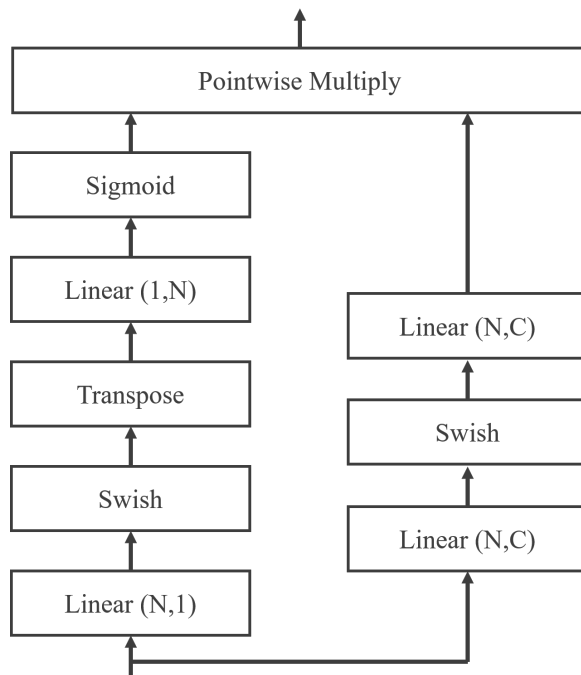 Pointwise Multiply
Sigmoid
Linear (1,N)
Transpose
Swish
Linear (N,1)
Linear (N,C)
Swish
Linear (N,C)